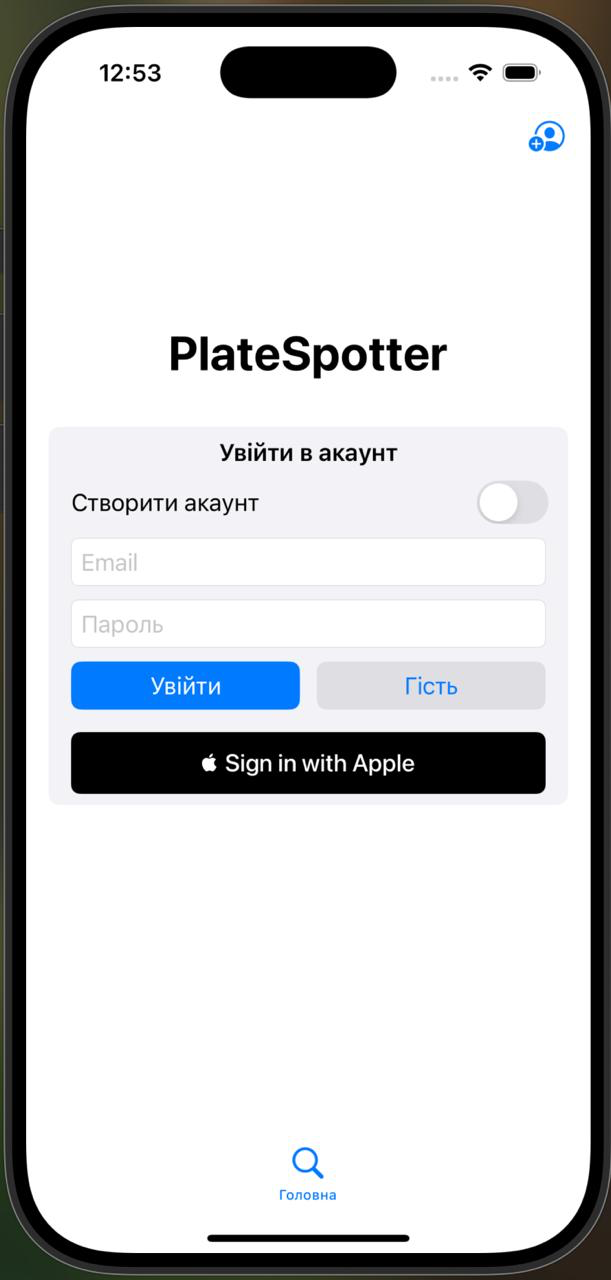 12:53
PlateSpotter
Увійти в акаунт
Створити акаунт
Email
Пароль
Увійти
Гість
Sign in with Apple
Головна